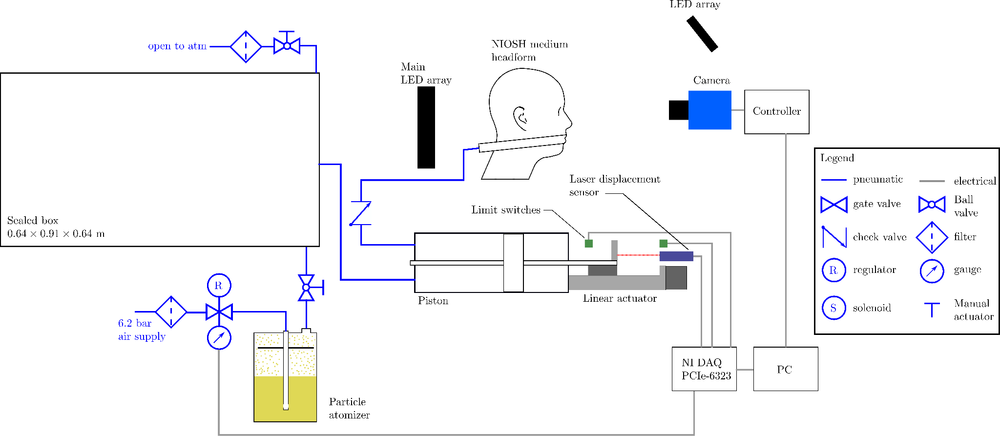 LED array
open to atm
NIOSH medium
headform
Main
LED array
Camera
Controller
Sealed box
0.64 × 0.91 × 0.64 m
Laser displacement
sensor
Limit switches
Piston
Linear actuator
R
6.2 bar
air supply
Particle
atomizer
NI DAQ
PCIe-6323
PC
Legend
pneumatic
electrical
gate valve
Ball
valve
check valve
filter
R
regulator
gauge
S
solenoid
Manual
actuator